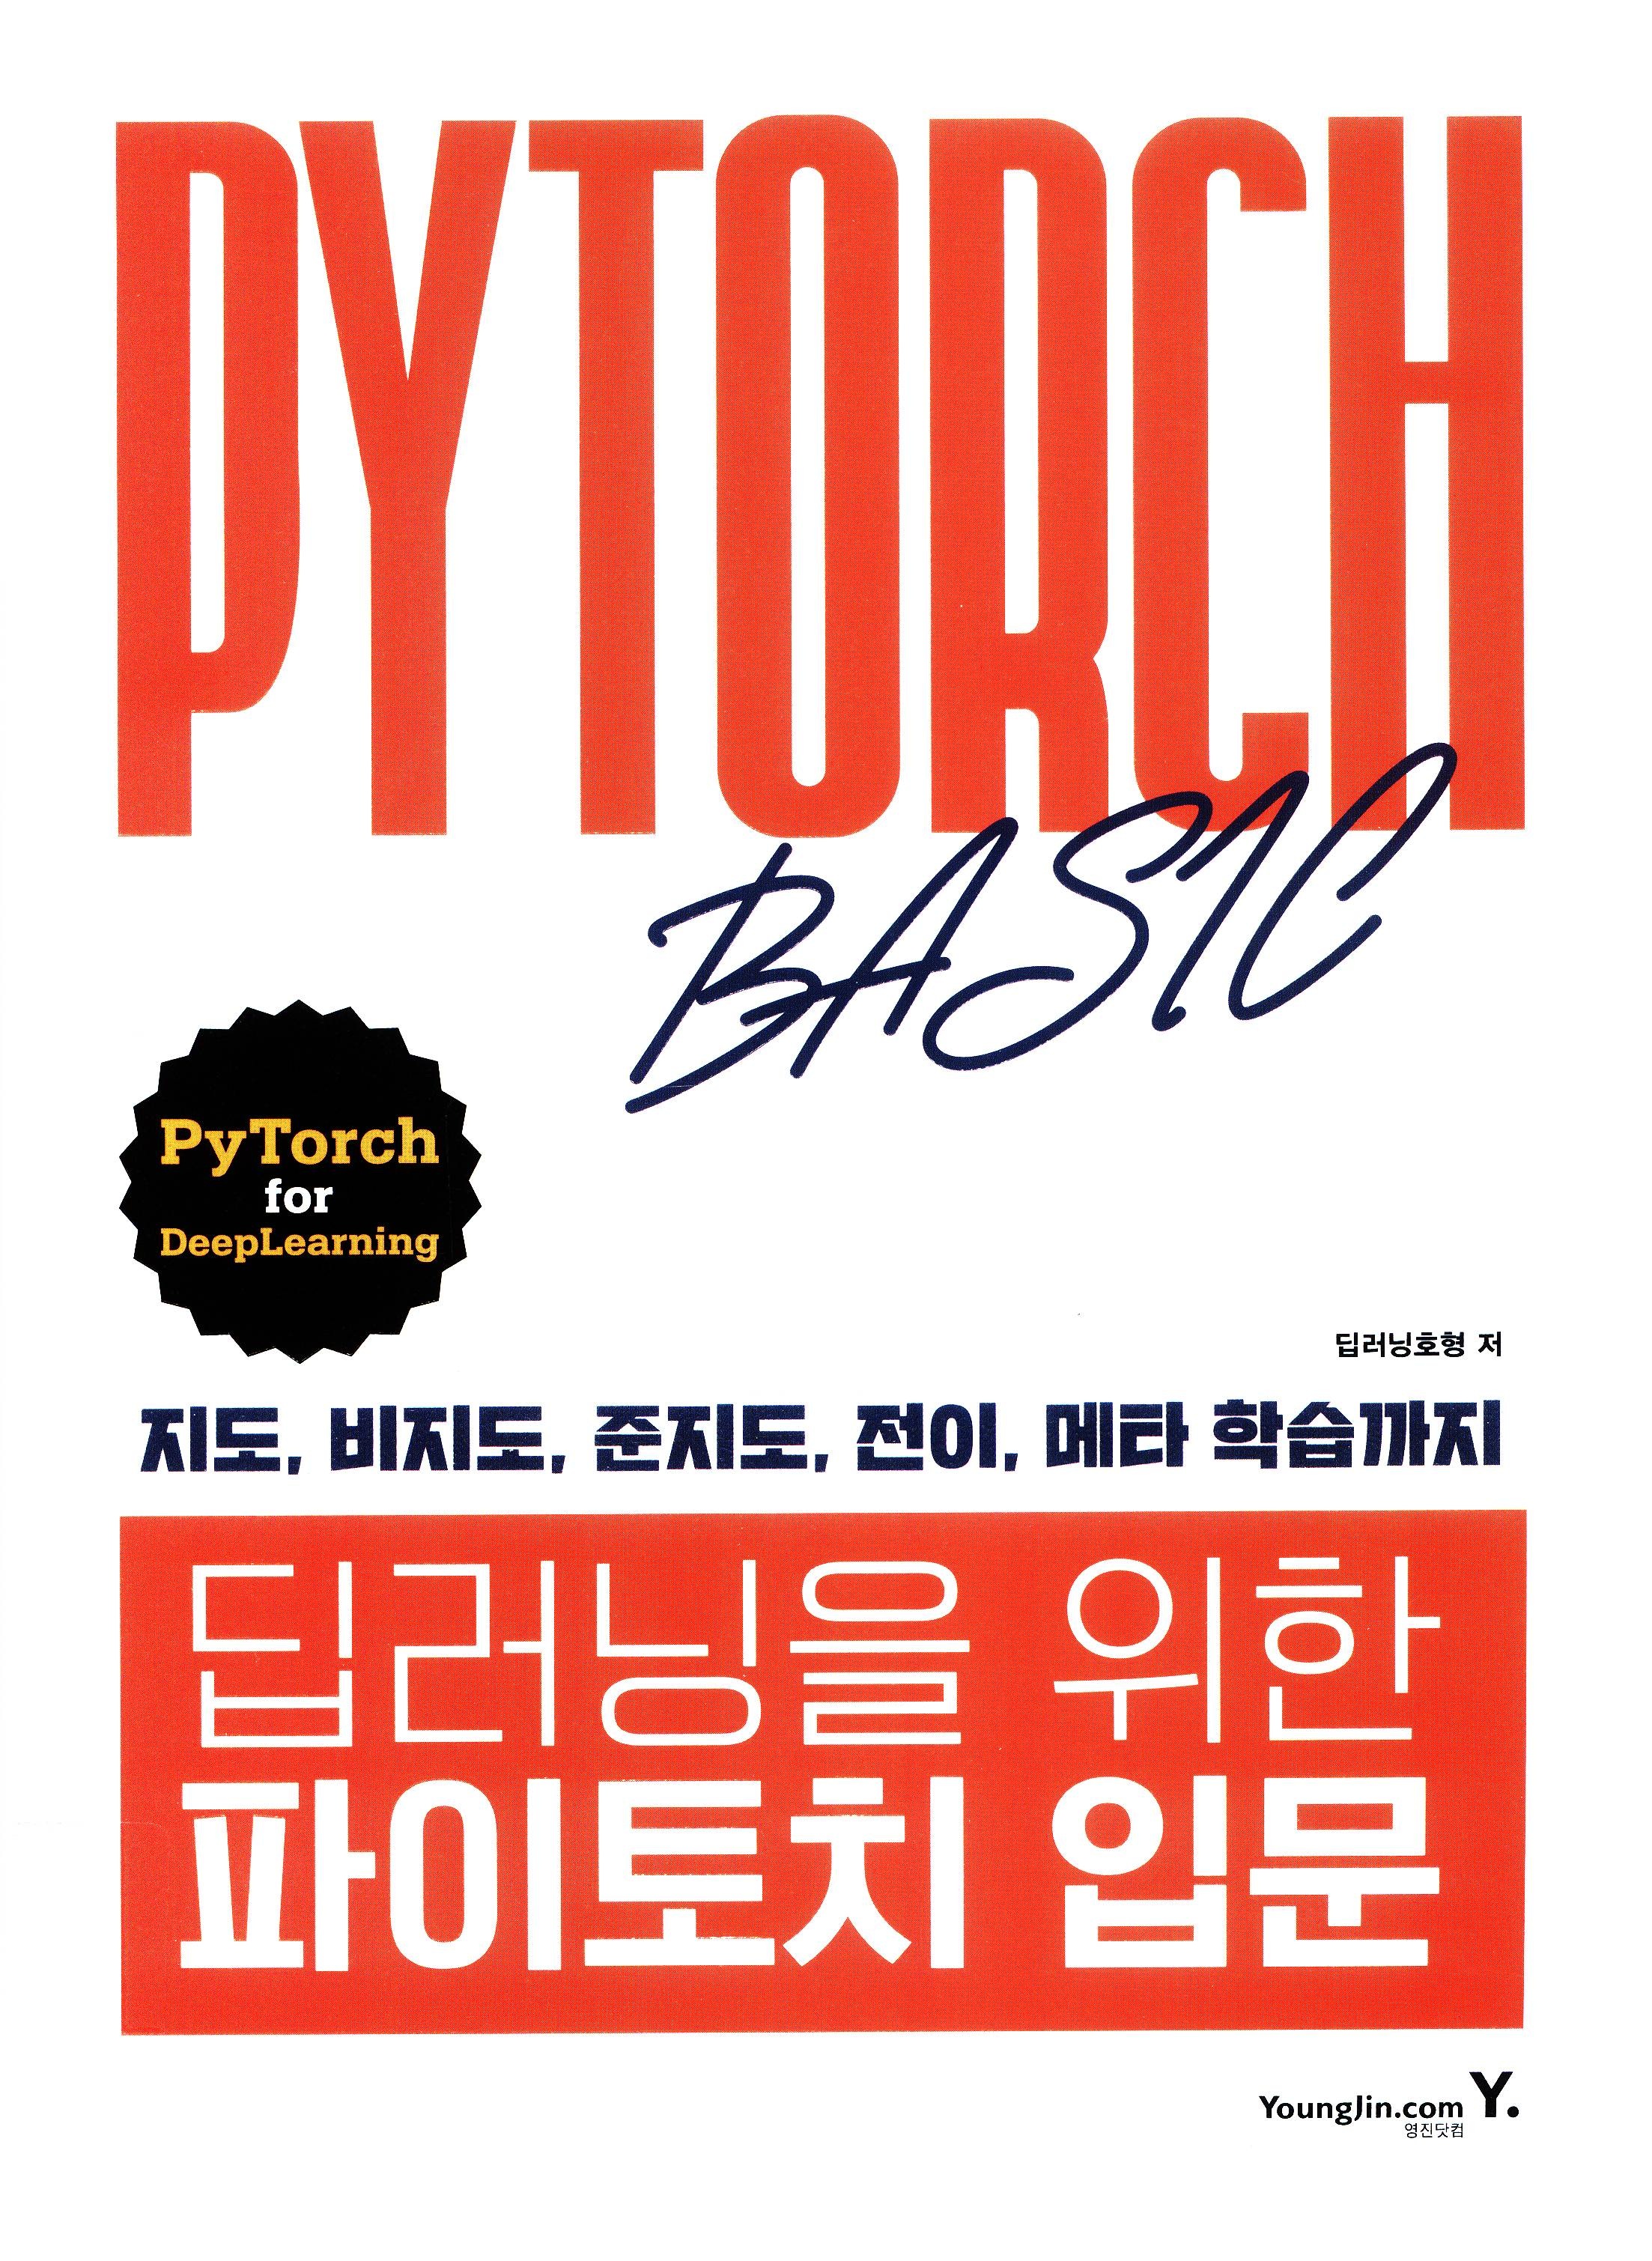 PYTORCH
BASIC
PyTorch
for
DeepLearning
딥러닝호형 저
지도, 비지도, 준지도, 전이, 메타 학습까지
딥러닝을 위한
파이토치 입문
YoungJin.com Y.
영진닷컴